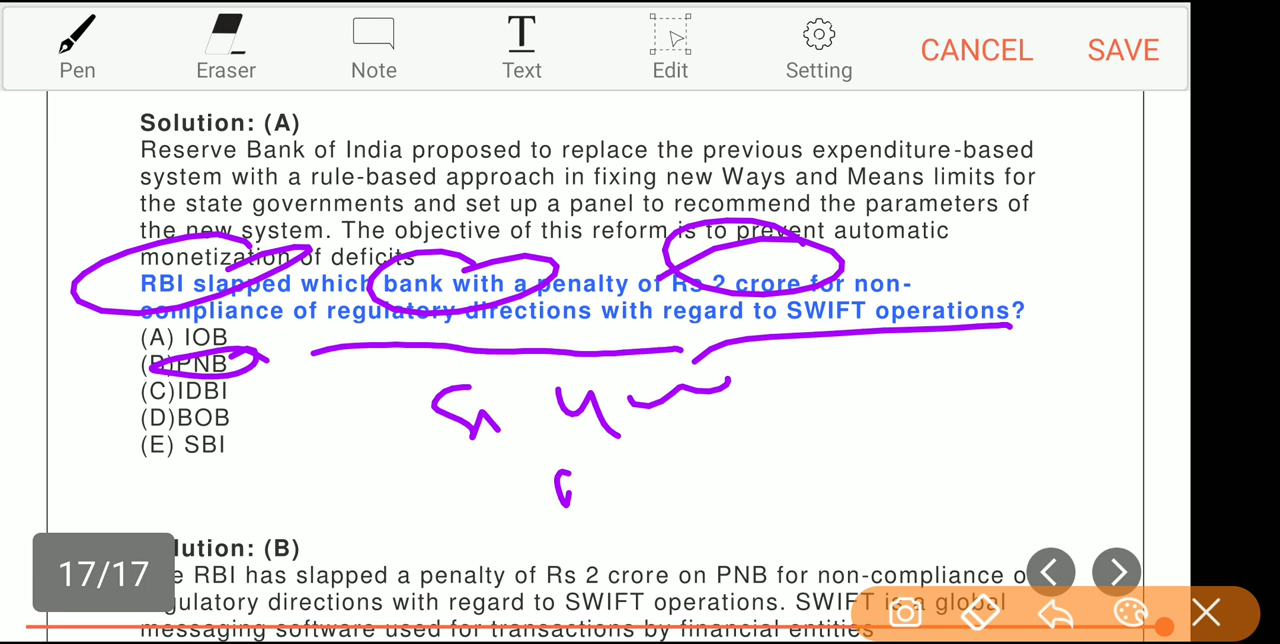 Pen Eraser Note Text Edit Setting CANCEL SAVE
Solution: (A)
Reserve Bank of India proposed to replace the previous expenditure-based
system with a rule-based approach in fixing new Ways and Means limits for
the state governments and set up a panel to recommend the parameters of
the new system. The objective of this reform is to prevent automatic
monetization of deficits
RBI slapped which bank with a penalty of Rs 2 crore for non-
compliance of regulatory directions with regard to SWIFT operations?
(A) IOB
(B)PNB
(C)IDBI
(D)BOB
(E) SBI
lution: (B)
17/17
e RBI has slapped a penalty of Rs 2 crore on PNB for non-compliance o
gulatory directions with regard to SWIFT operations. SWIFT is a global
messaging software used for transactions by financial entities